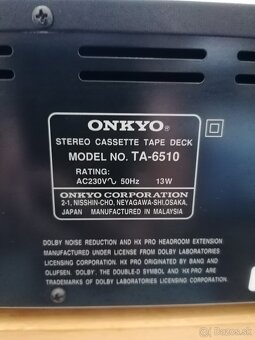 ONKYO®
STEREO CASSETTE TAPE DECK
MODEL NO. TA-6510
RATING:
AC230V∿ 50Hz 13W
ONKYO CORPORATION
2-1, NISSHIN-CHO, NEYAGAWA-SHI, OSAKA,
JAPAN MANUFACTURED IN MALAYSIA
DOLBY NOISE REDUCTION AND HX PRO HEADROOM EXTENSION
MANUFACTURED UNDER LICENSE FROM DOLBY LABORATORIES
LICENSING CORPORATION. HX PRO ORIGINATED BY BANG AND
OLUFSEN. DOLBY, THE DOUBLE-D SYMBOL AND 'HX PRO' ARE
TRADEMARKS OF DOLBY LABORATORIES LICENSING CORPORATION.
bazos.sk